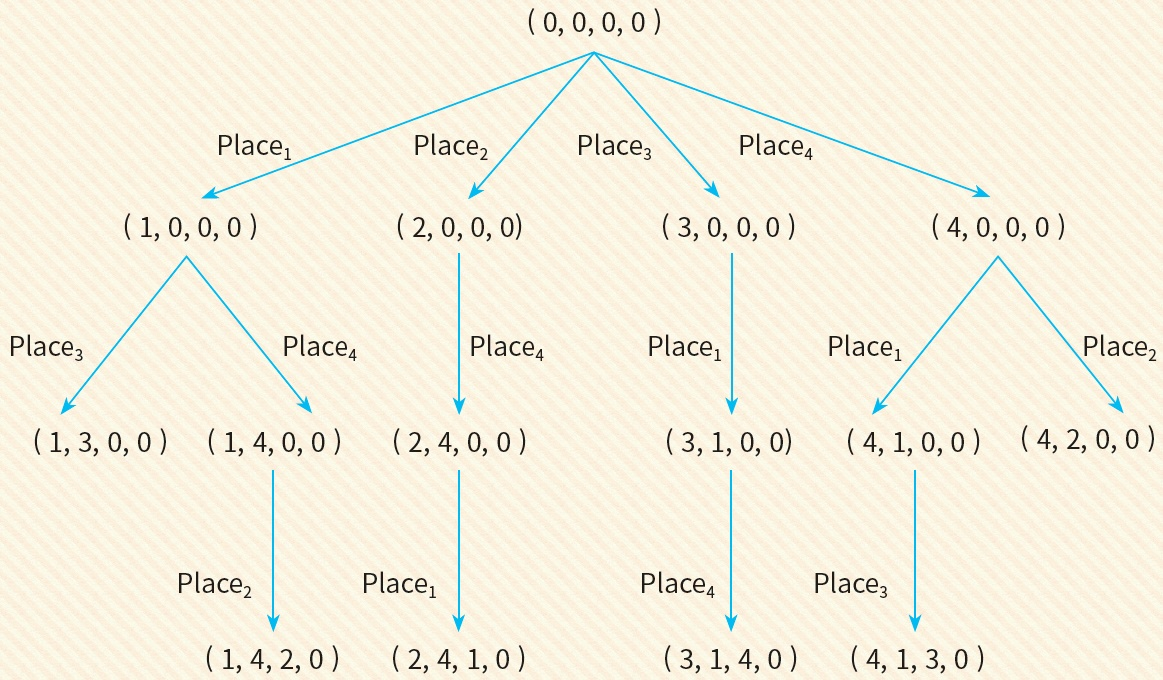 ( 0, 0, 0, 0 )
Place₁ Place₂ Place₃ Place₄
( 1, 0, 0, 0 ) ( 2, 0, 0, 0) ( 3, 0, 0, 0 ) ( 4, 0, 0, 0 )
Place₃ Place₄ Place₄ Place₁ Place₁ Place₂
( 1, 3, 0, 0 ) ( 1, 4, 0, 0 ) ( 2, 4, 0, 0 ) ( 3, 1, 0, 0) ( 4, 1, 0, 0 ) ( 4, 2, 0, 0 )
Place₂ Place₁ Place₄ Place₃
( 1, 4, 2, 0 ) ( 2, 4, 1, 0 ) ( 3, 1, 4, 0 ) ( 4, 1, 3, 0 )